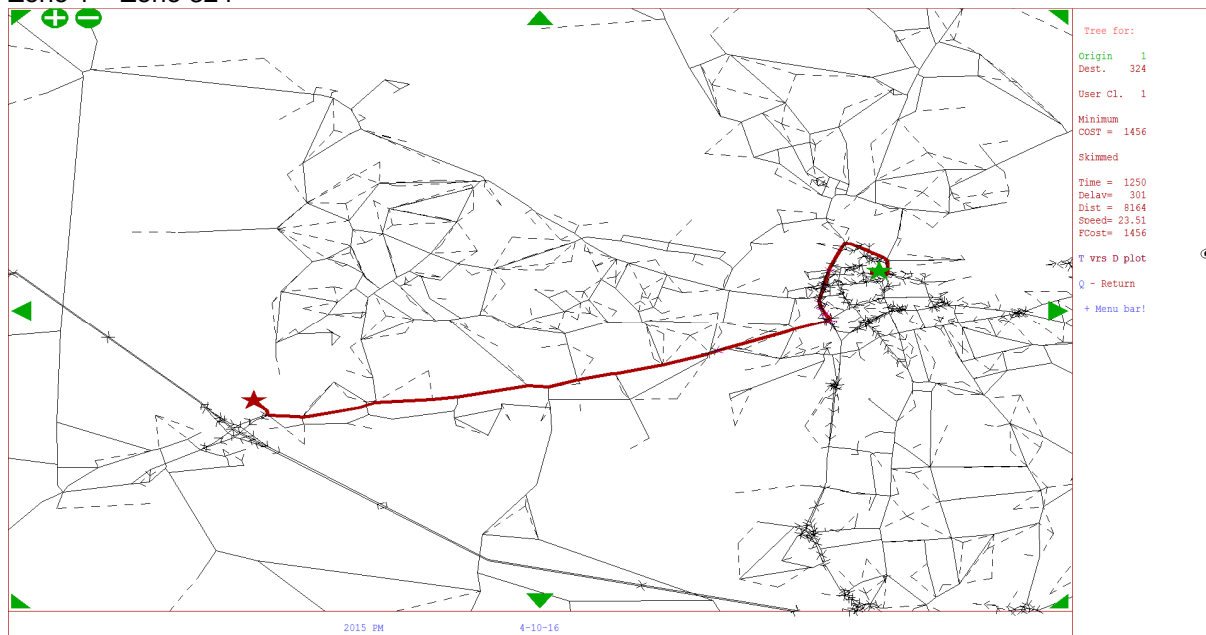 Tree for:
Origin 1
Dest. 324
User Cl. 1
Minimum
COST = 1456
Skimmed
Time = 1250
Delay= 301
Dist = 8164
Speed= 23.51
FCost= 1456
T vrs D plot
Q - Return
+ Menu bar!
2015 PM 4-10-16